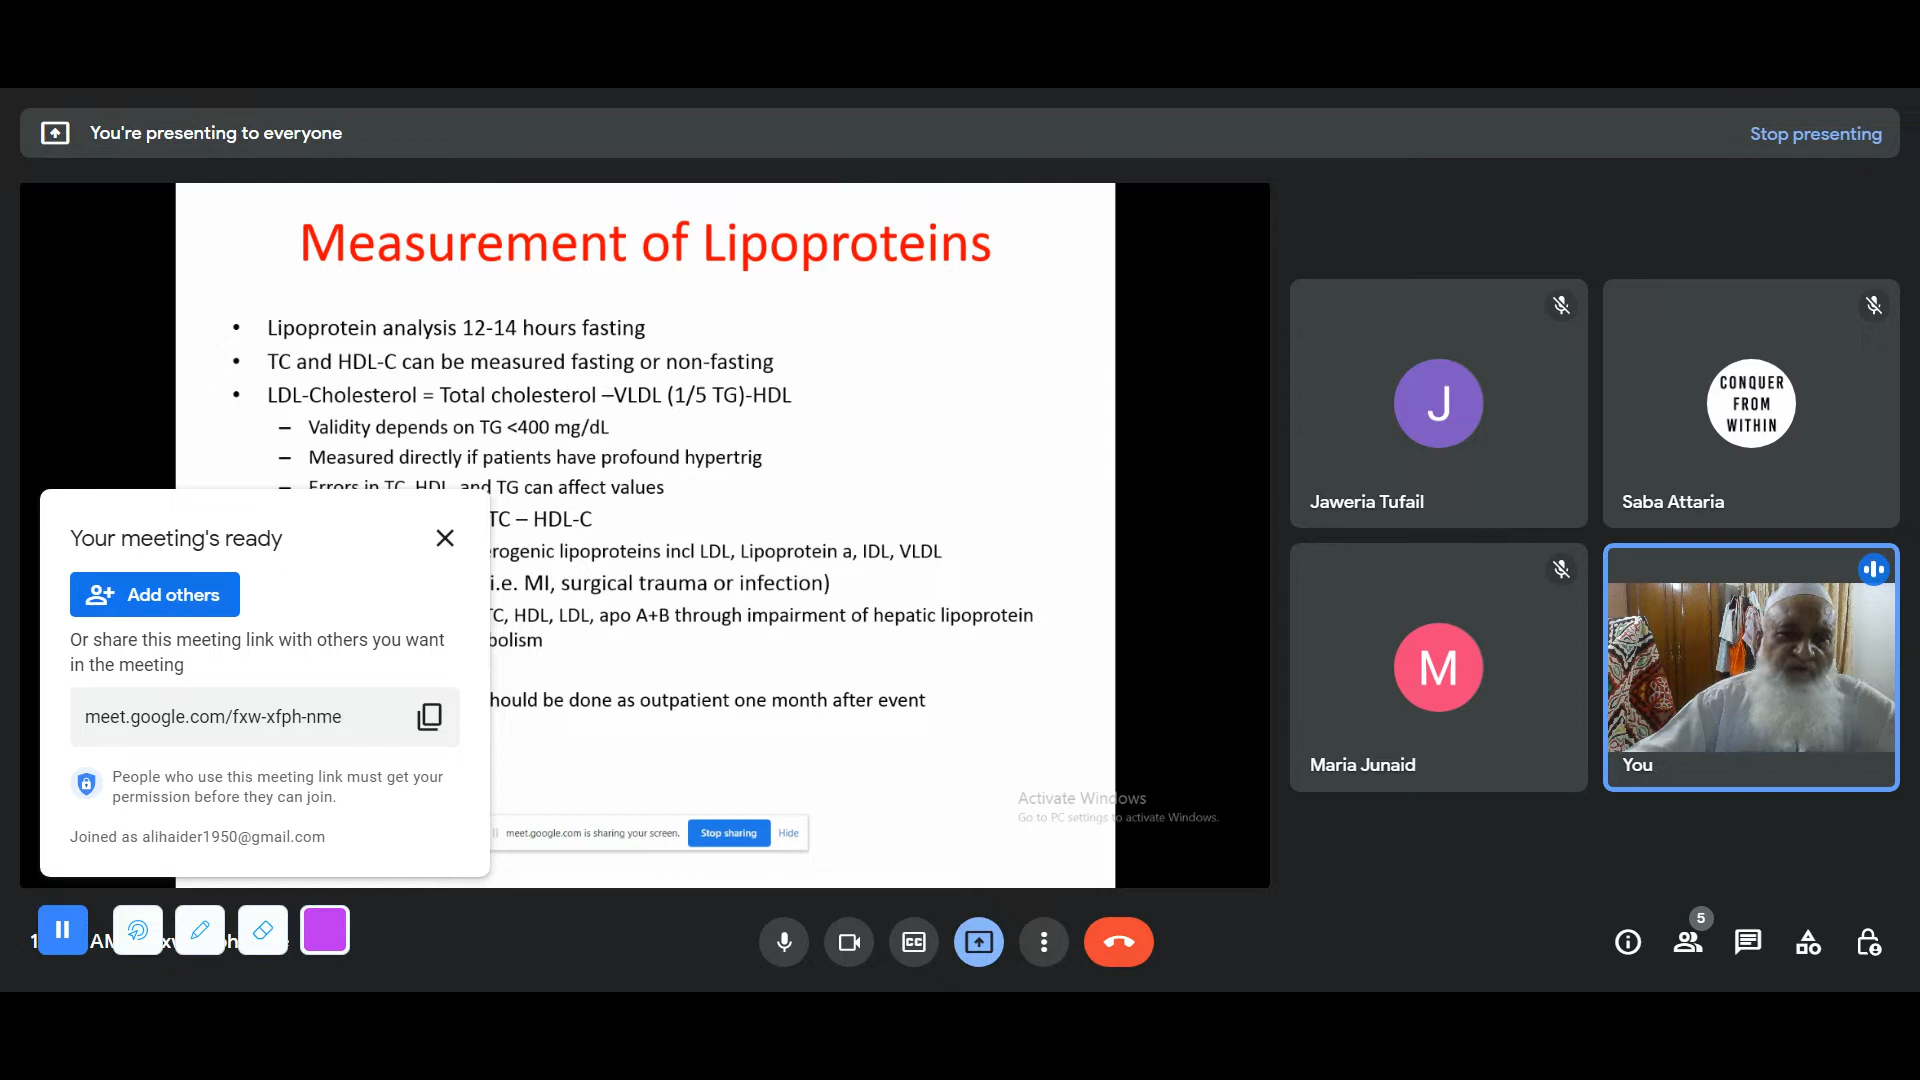 You're presenting to everyone
Stop presenting
Measurement of Lipoproteins
• Lipoprotein analysis 12-14 hours fasting
• TC and HDL-C can be measured fasting or non-fasting
• LDL-Cholesterol = Total cholesterol –VLDL (1/5 TG)-HDL
– Validity depends on TG <400 mg/dL
– Measured directly if patients have profound hypertrig
– Errors in TC, HDL, and TG can affect values
TC – HDL-C
lipoproteins incl LDL, Lipoprotein a, IDL, VLDL
i.e. MI, surgical trauma or infection)
TC, HDL, LDL, apo A+B through impairment of hepatic lipoprotein
should be done as outpatient one month after event
Your meeting's ready
Add others
Or share this meeting link with others you want
in the meeting
meet.google.com/fxw-xfph-nme
People who use this meeting link must get your
permission before they can join.
Joined as alihaider1950@gmail.com
meet.google.com is sharing your screen.
Stop sharing
Hide
Activate Windows
Go to PC settings to activate Windows.
J
Jaweria Tufail
CONQUER
FROM
WITHIN
Saba Attaria
M
Maria Junaid
You
AM
CC
5